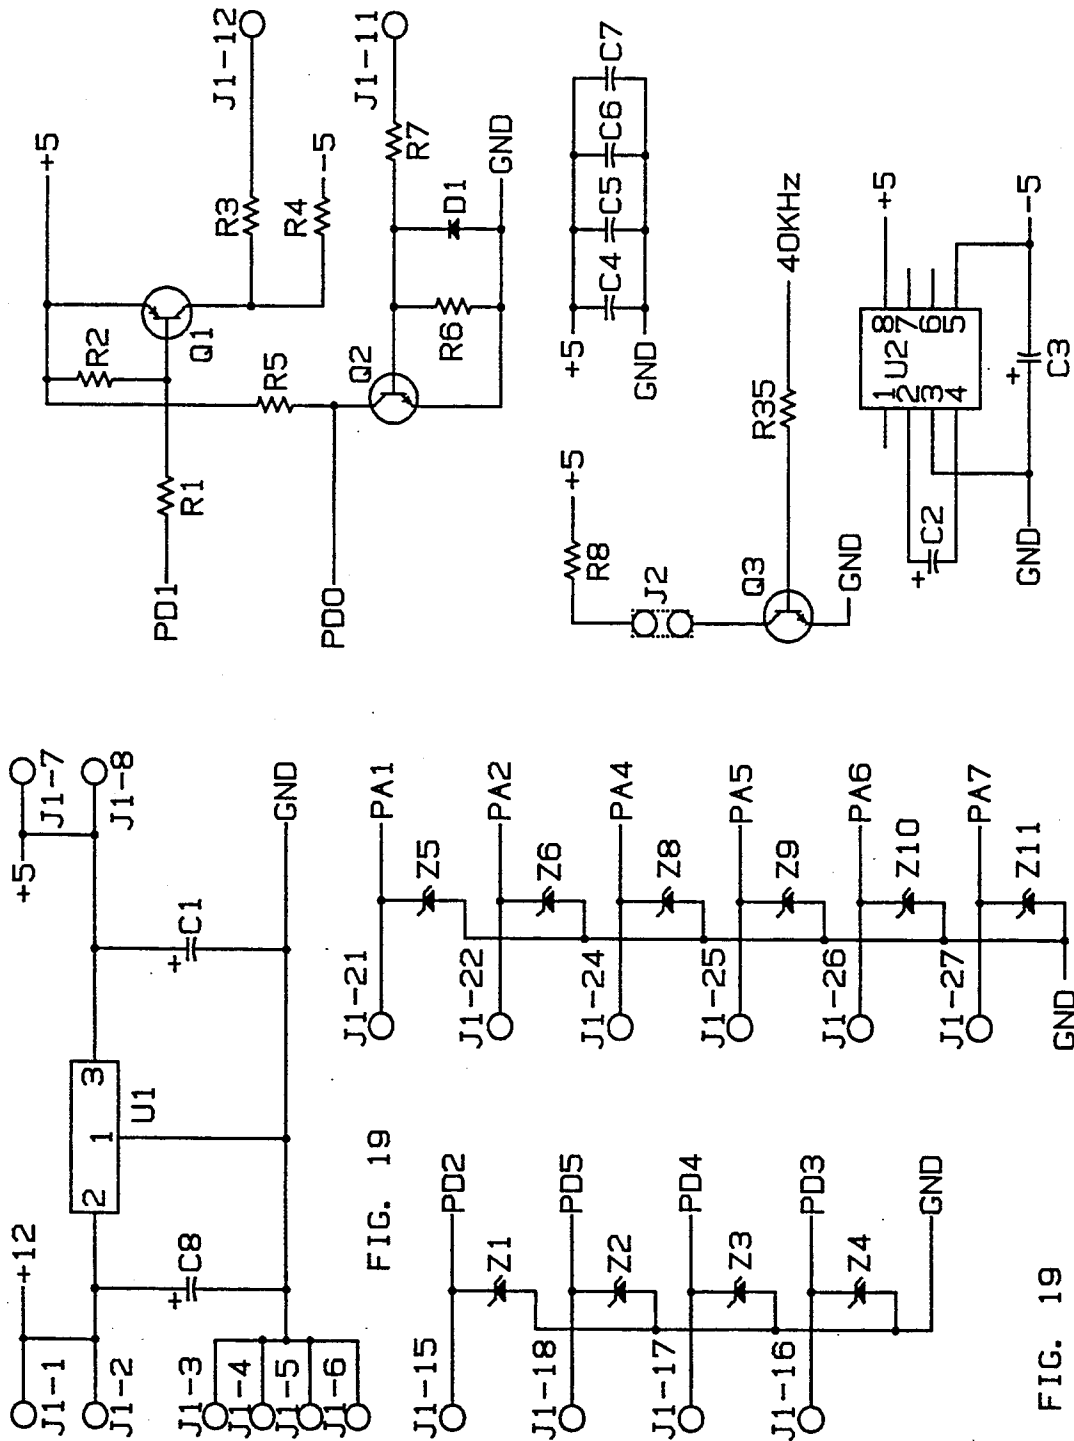 J1-1
+12
J1-2
2
1
3
U1
+5
J1-7
J1-8
J1-3
J1-4
J1-5
J1-6
+
C8
+
C1
GND
FIG. 19
J1-15
PD2
Z1
J1-18
PD5
Z2
J1-17
PD4
Z3
J1-16
PD3
Z4
GND
FIG. 19
J1-21
PA1
Z5
J1-22
PA2
Z6
J1-24
PA4
Z8
J1-25
PA5
Z9
J1-26
PA6
Z10
J1-27
PA7
Z11
GND
+5
PD1
R1
R2
Q1
R3
J1-12
R4
-5
PD0
R5
Q2
R6
D1
R7
J1-11
GND
+5
C4
C5
C6
C7
GND
R8
+5
J2
Q3
GND
R35
40KHz
1
2
3
4
U2
8
7
6
5
+5
-5
+
C2
+
C3
GND